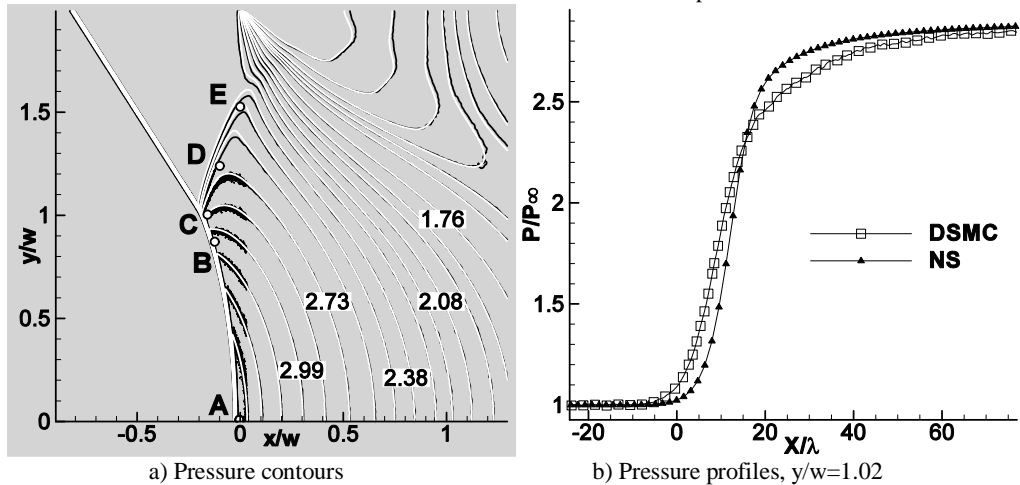 1.5
1
0.5
0
y/w
-0.5
0
0.5
1
x/w
E
D
C
B
A
1.76
2.73
2.08
2.99
2.38
a) Pressure contours
2.5
2
1.5
1
P/P∞
-20
0
20
40
60
X/λ
DSMC
NS
b) Pressure profiles, y/w=1.02